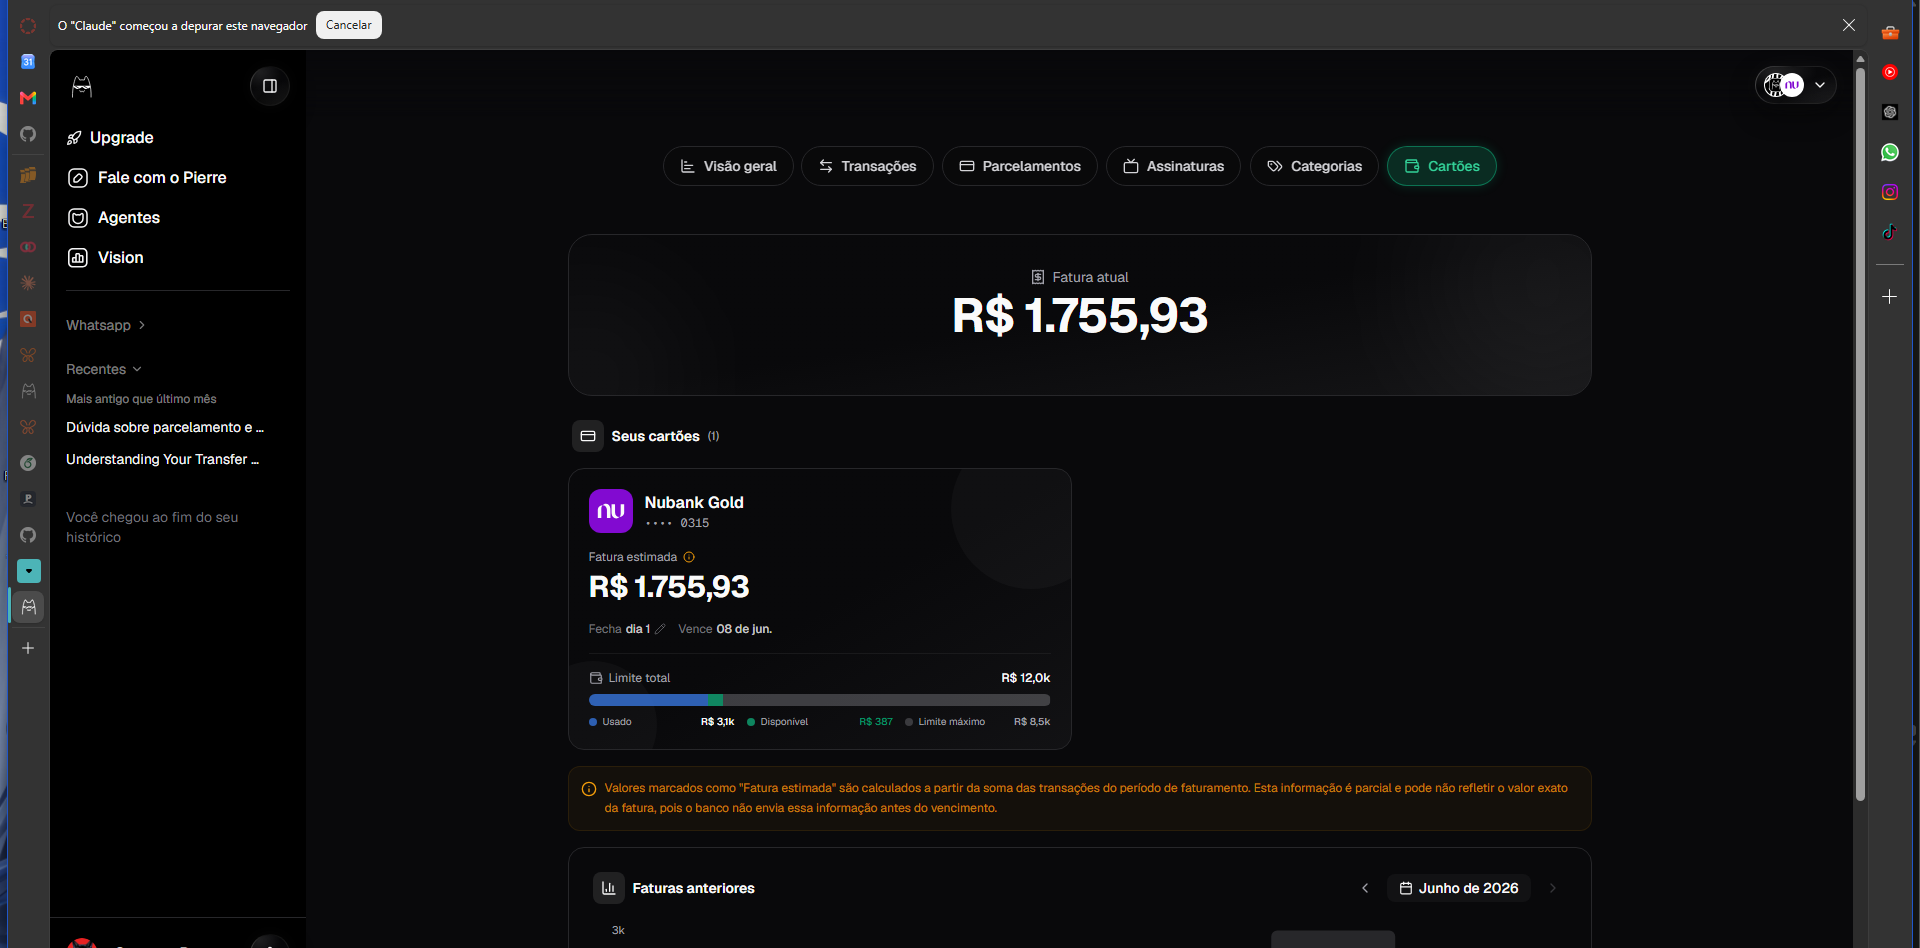 O "Claude" começou a depurar este navegador
Cancelar
31
Upgrade
Fale com o Pierre
Agentes
Vision
Whatsapp
Recentes
Mais antigo que último mês
Dúvida sobre parcelamento e ...
Understanding Your Transfer ...
Você chegou ao fim do seu
histórico
nu
Visão geral
Transações
Parcelamentos
Assinaturas
Categorias
Cartões
Fatura atual
R$ 1.755,93
Seus cartões (1)
nu
Nubank Gold
•••• 0315
Fatura estimada
R$ 1.755,93
Fecha dia 1 Vence 08 de jun.
Limite total R$ 12,0k
Usado R$ 3,1k Disponível R$ 387 Limite máximo R$ 8,5k
Valores marcados como "Fatura estimada" são calculados a partir da soma das transações do período de faturamento. Esta informação é parcial e pode não refletir o valor exato
da fatura, pois o banco não envia essa informação antes do vencimento.
Faturas anteriores
Junho de 2026
3k